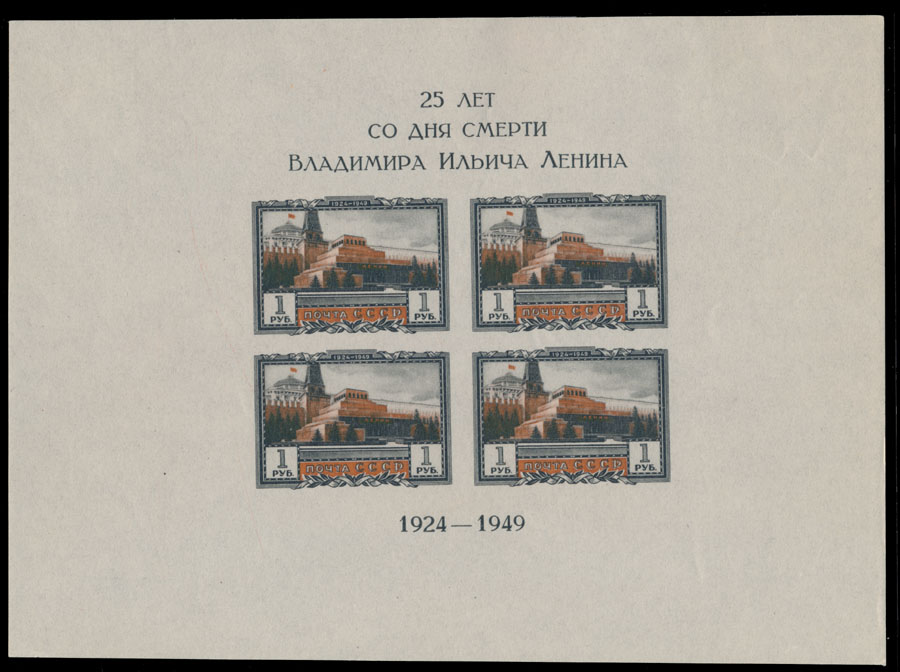 25 ЛЕТ
СО ДНЯ СМЕРТИ
ВЛАДИМИРА ИЛЬИЧА ЛЕНИНА
1924–1949
1924–1949
1 РУБ.
ПОЧТА СССР
1 РУБ.
1 РУБ.
ПОЧТА СССР
1 РУБ.
1924–1949
1924–1949
1 РУБ.
ПОЧТА СССР
1 РУБ.
1 РУБ.
ПОЧТА СССР
1 РУБ.
1924—1949